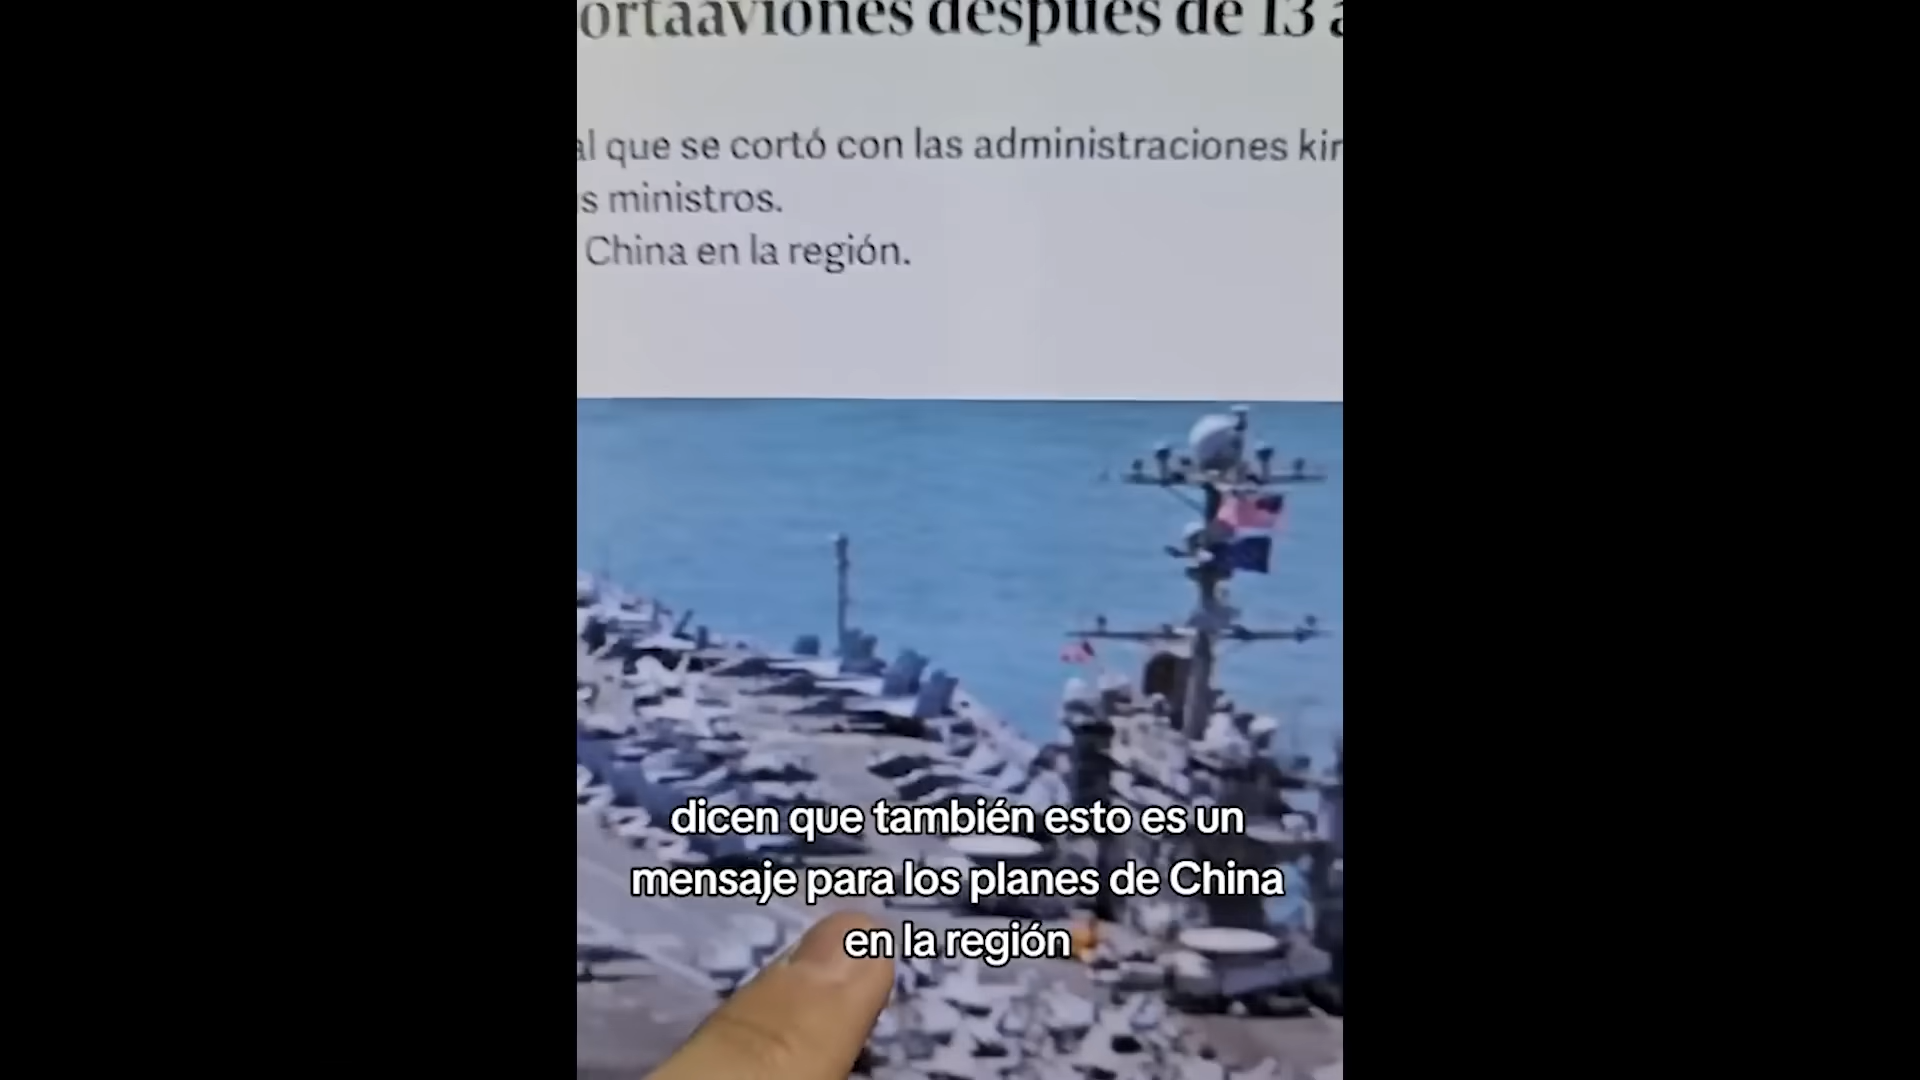 ortaaviones después de 13
al que se cortó con las administraciones kir
s ministros.
China en la región.
dicen que también esto es un
mensaje para los planes de China
en la región